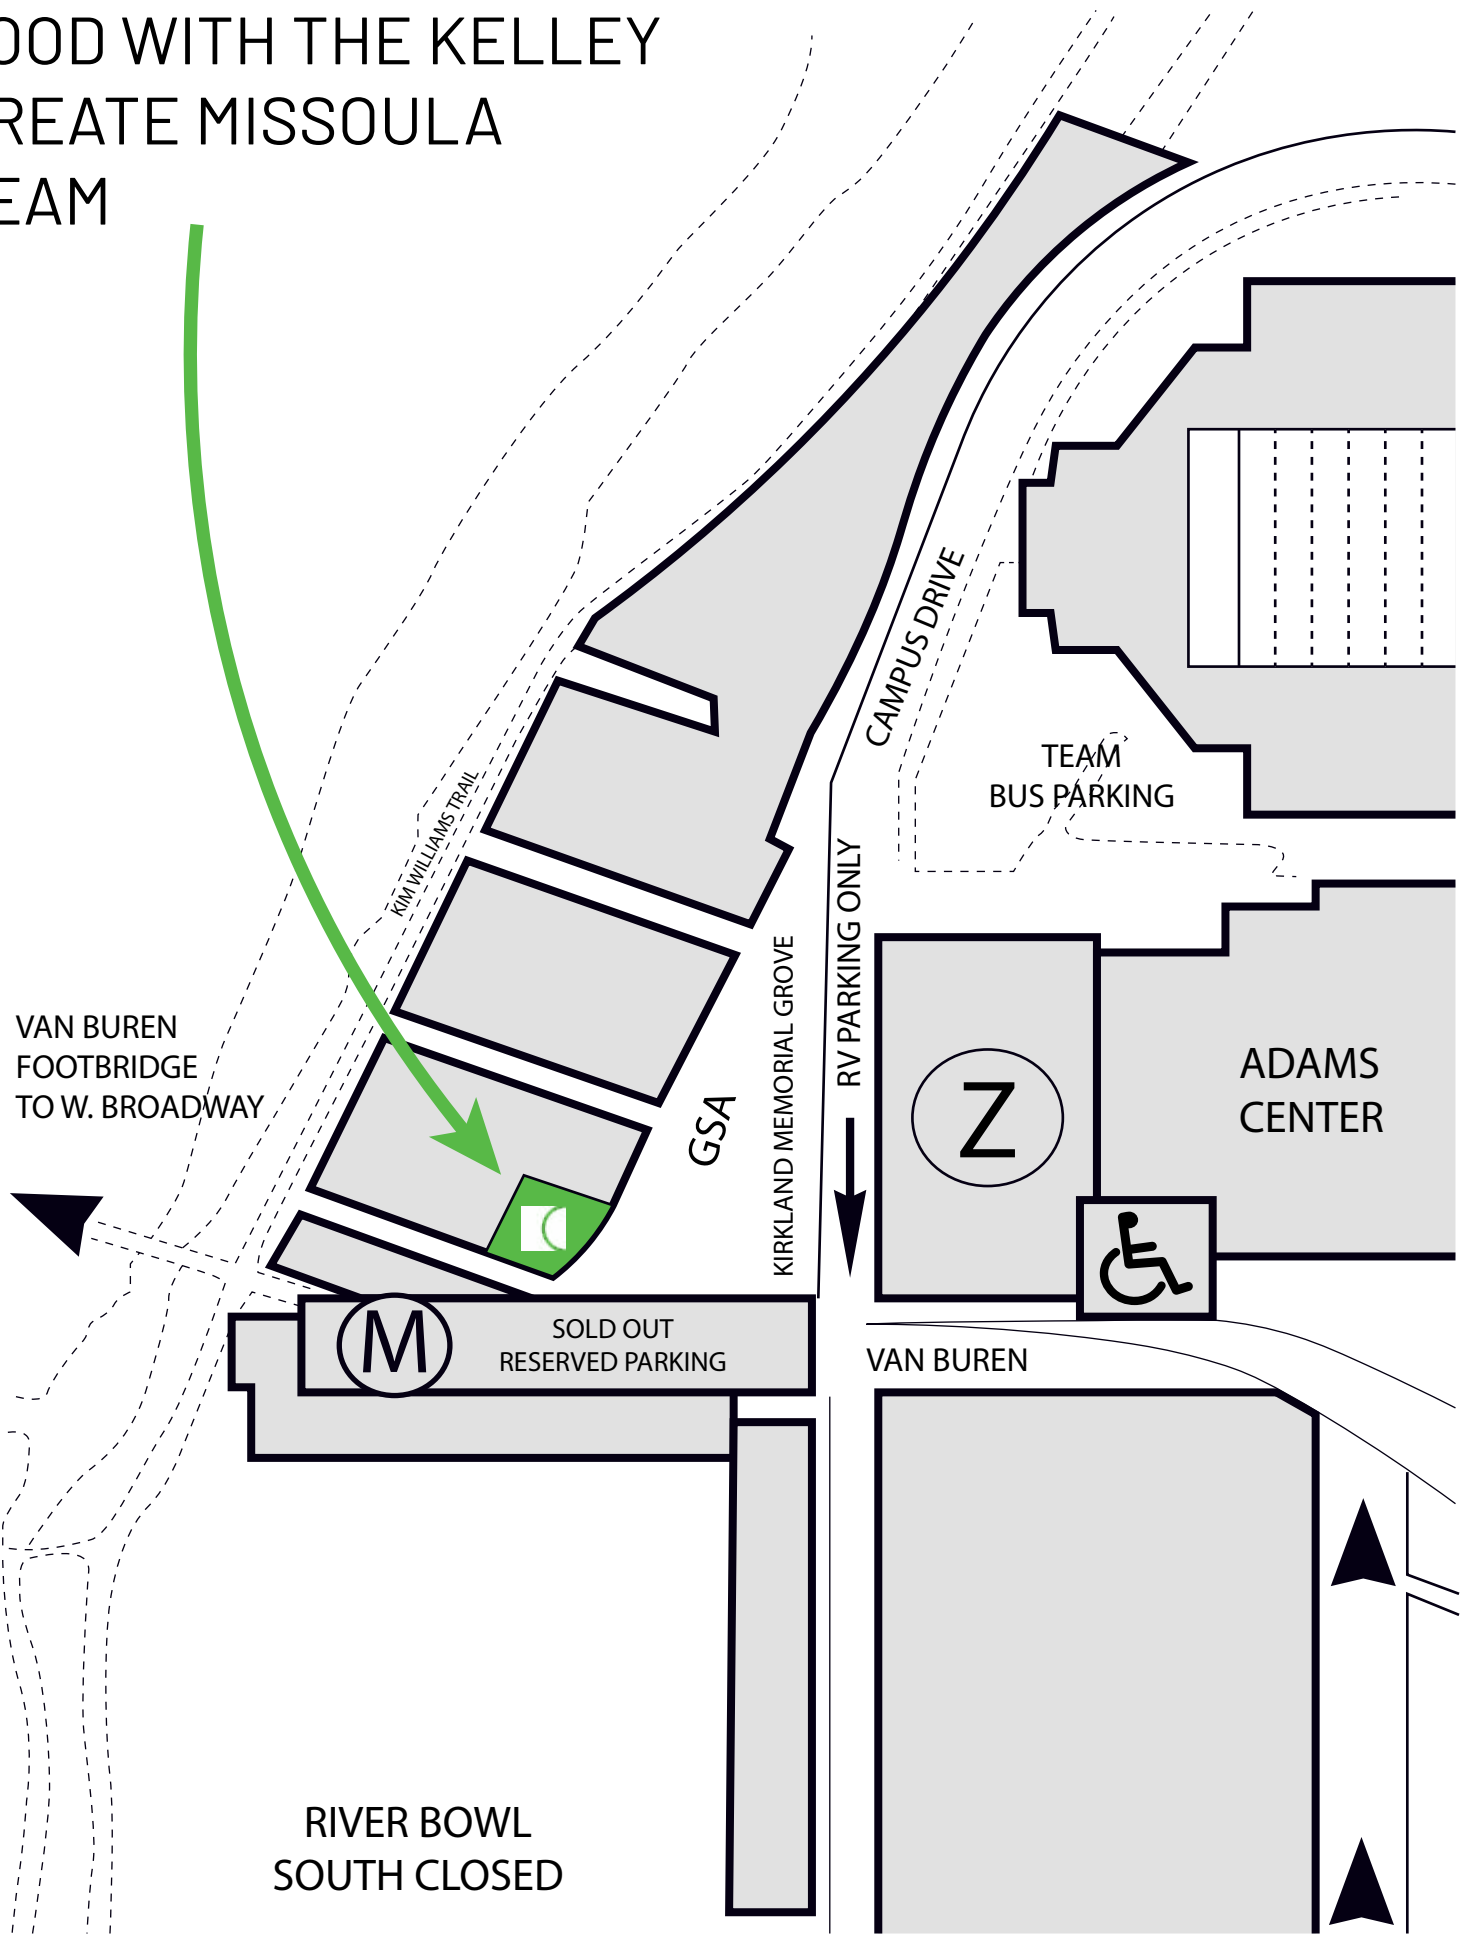 OOD WITH THE KELLEY
REATE MISSOULA
EAM
CAMPUS DRIVE
TEAM
BUS PARKING
KIM WILLIAMS TRAIL
RV PARKING ONLY
KIRKLAND MEMORIAL GROVE
VAN BUREN
FOOTBRIDGE
TO W. BROADWAY
GSA
Z
ADAMS
CENTER
M
SOLD OUT
RESERVED PARKING
VAN BUREN
RIVER BOWL
SOUTH CLOSED